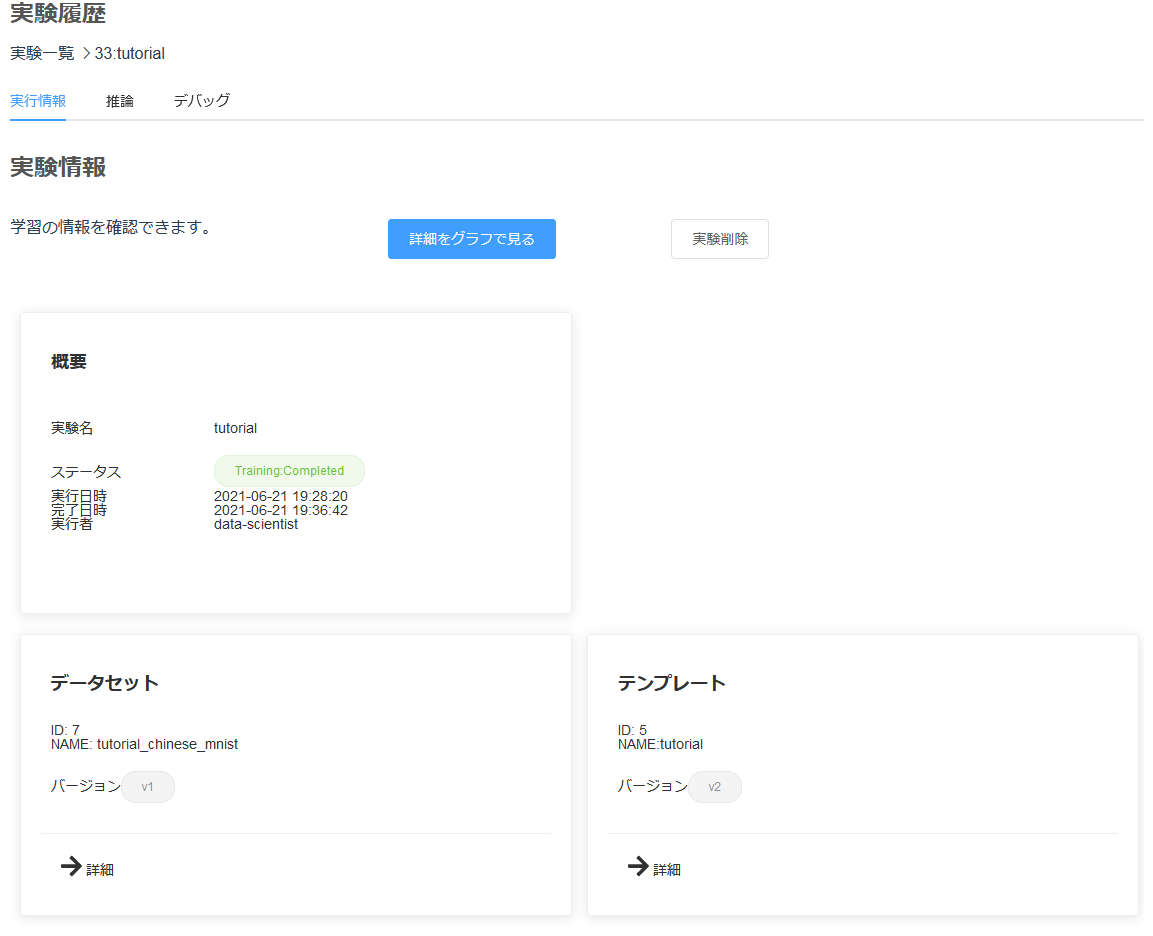 実験履歴
実験一覧 > 33:tutorial
実行情報 推論 デバッグ
実験情報
学習の情報を確認できます。 詳細をグラフで見る 実験削除
概要
実験名 tutorial
ステータス Training:Completed
実行日時 2021-06-21 19:28:20
完了日時 2021-06-21 19:36:42
実行者 data-scientist
データセット
ID: 7
NAME: tutorial_chinese_mnist
バージョン v1
詳細
テンプレート
ID: 5
NAME:tutorial
バージョン v2
詳細